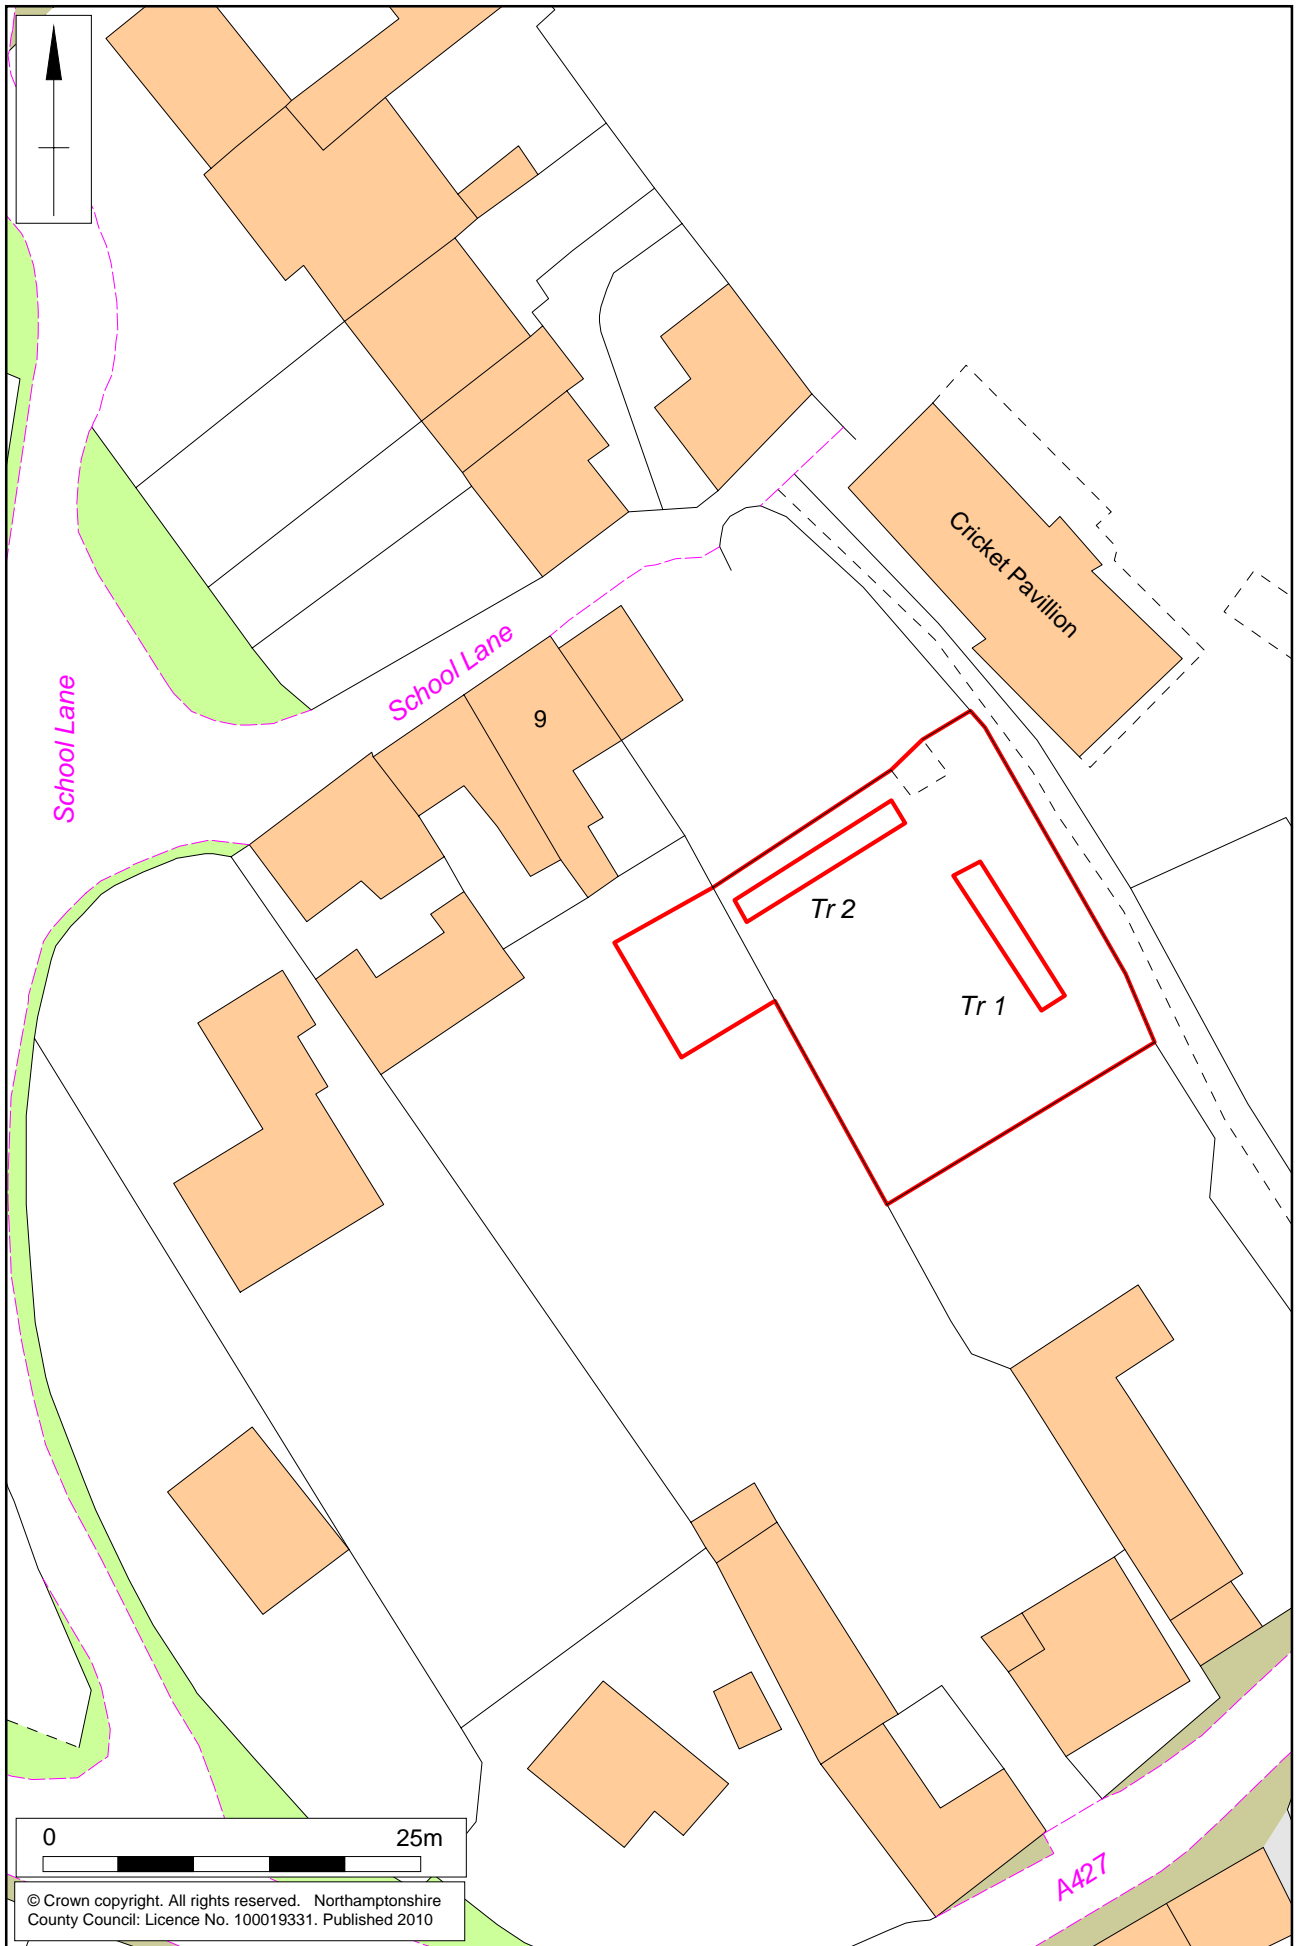 Cricket Pavillion
School Lane
School Lane
9
Tr 2
Tr 1
0 25m
© Crown copyright. All rights reserved. Northamptonshire
County Council: Licence No. 100019331. Published 2010
A427